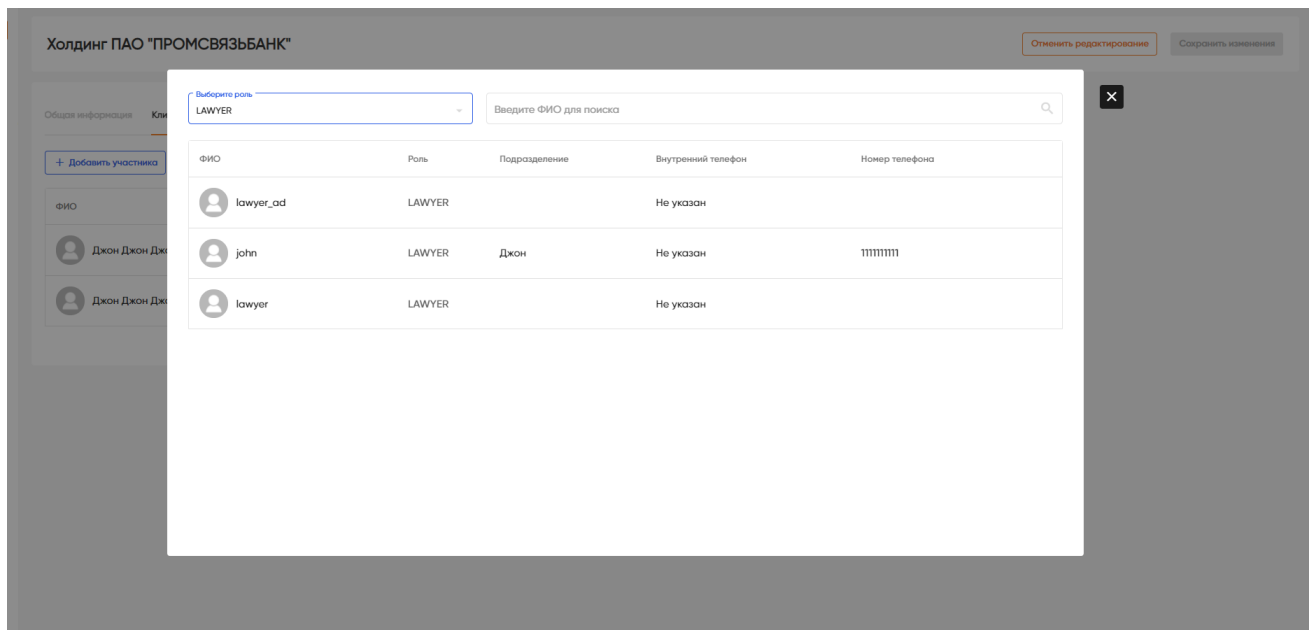 Холдинг ПАО "ПРОМСВЯЗЬБАНК"
Отменить редактирование
Сохранить изменения
Общая информация
+ Добавить участника
ФИО
Джон Джон
Джон Джон
Выберите роль
LAWYER
Введите ФИО для поиска
ФИО Роль Подразделение Внутренний телефон Номер телефона
lawyer_ad LAWYER Не указан
john LAWYER Джон Не указан 1111111111
lawyer LAWYER Не указан